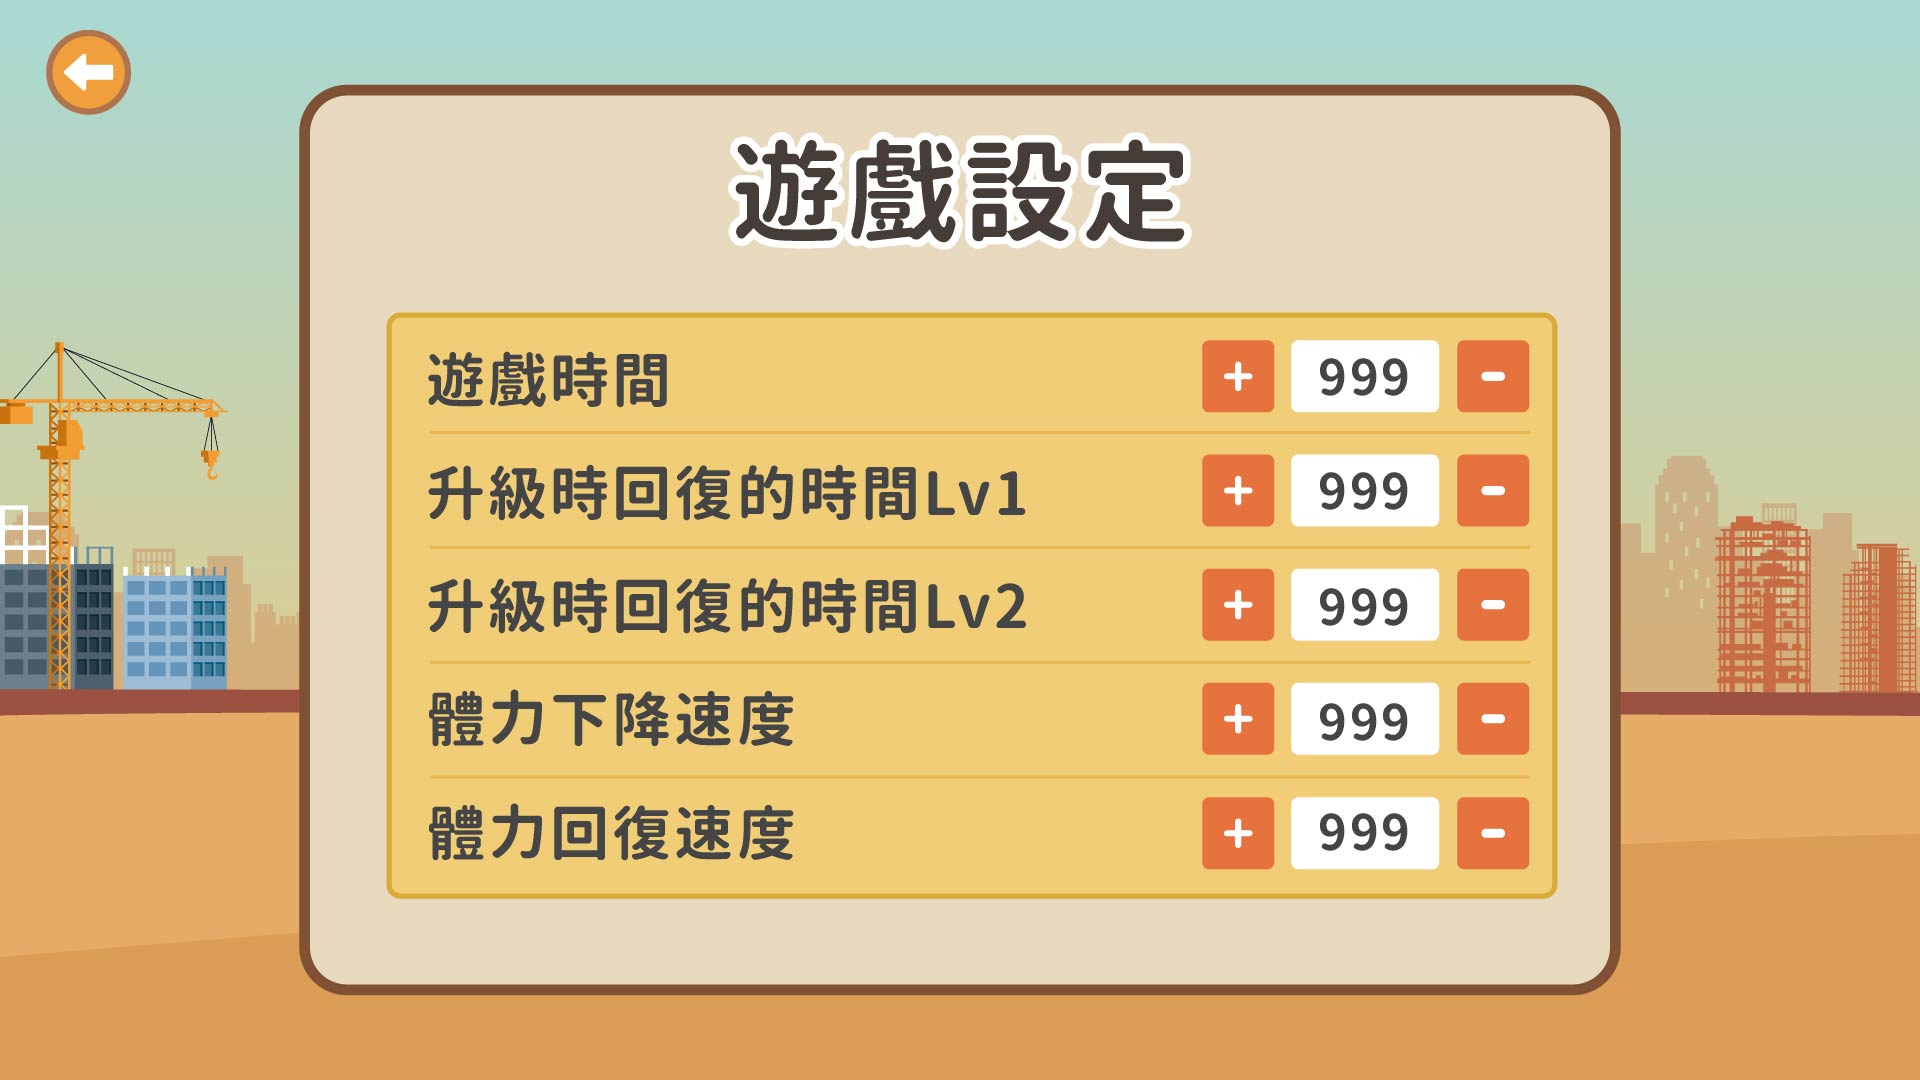 遊戲設定
遊戲時間 + 999 -
升級時回復的時間Lv1 + 999 -
升級時回復的時間Lv2 + 999 -
體力下降速度 + 999 -
體力回復速度 + 999 -